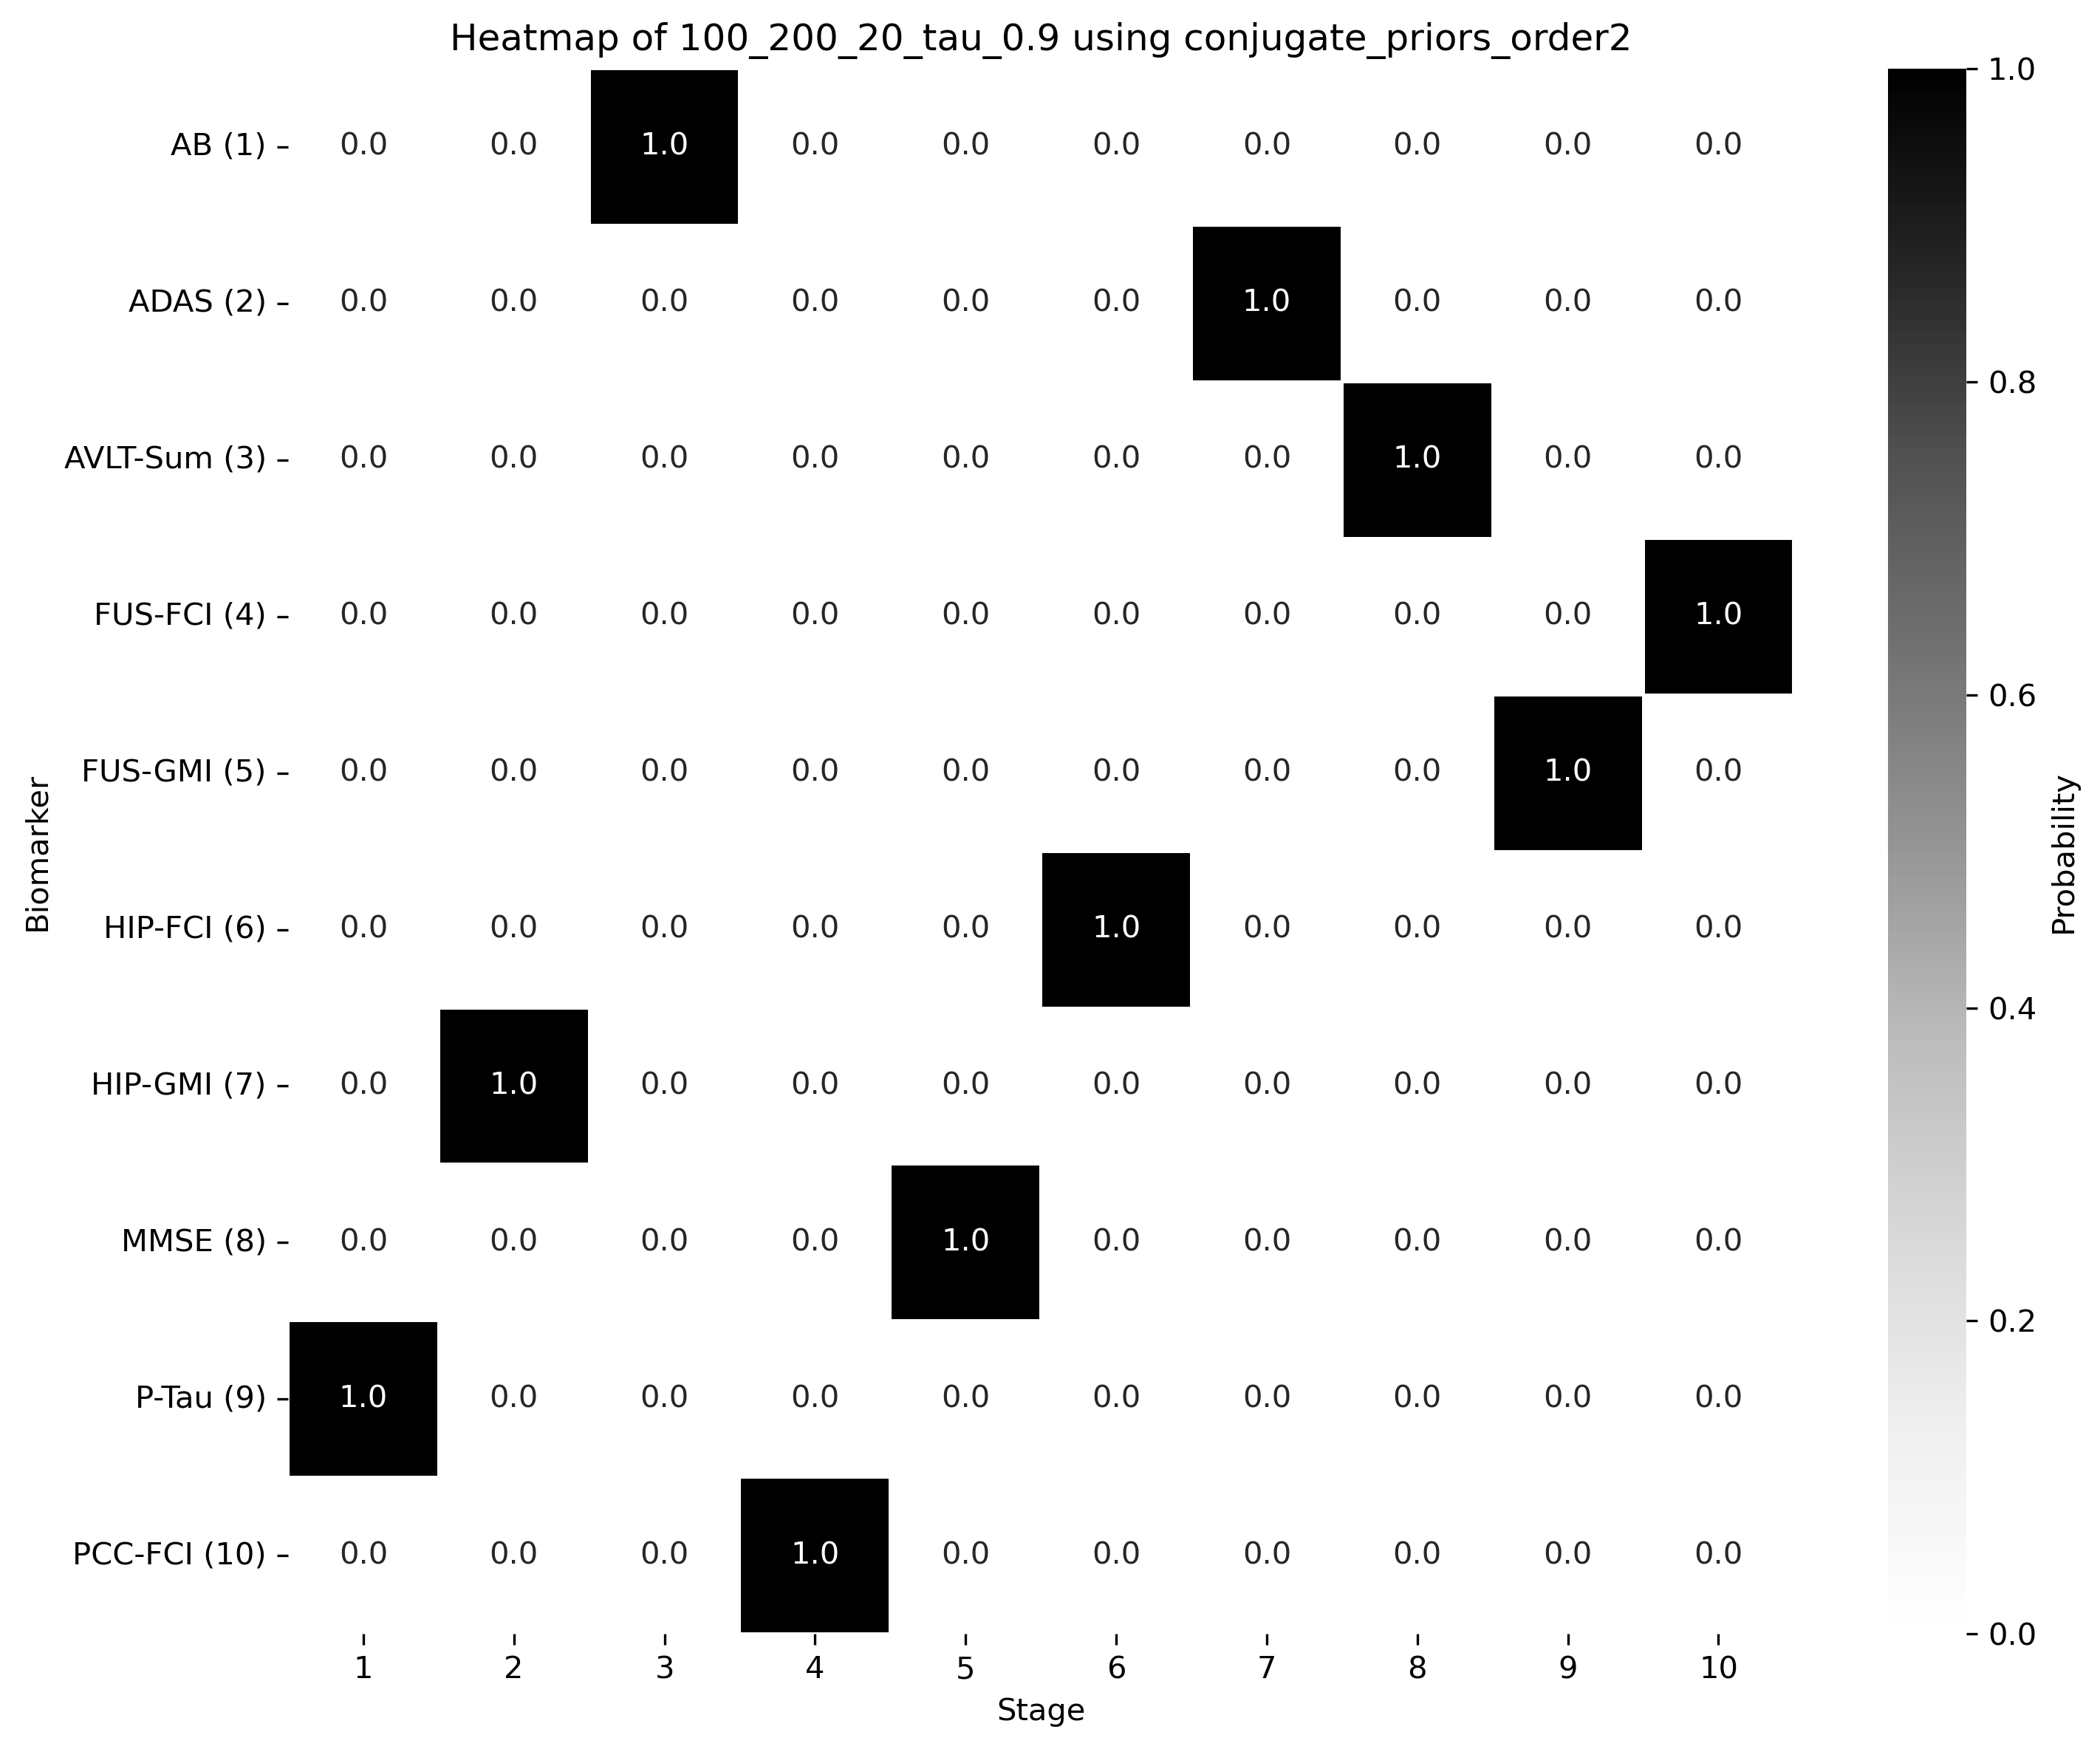 Heatmap of 100_200_20_tau_0.9 using conjugate_priors_order2
AB (1) 0.0 0.0 1.0 0.0 0.0 0.0 0.0 0.0 0.0 0.0
ADAS (2) 0.0 0.0 0.0 0.0 0.0 0.0 1.0 0.0 0.0 0.0
AVLT-Sum (3) 0.0 0.0 0.0 0.0 0.0 0.0 0.0 1.0 0.0 0.0
FUS-FCI (4) 0.0 0.0 0.0 0.0 0.0 0.0 0.0 0.0 0.0 1.0
FUS-GMI (5) 0.0 0.0 0.0 0.0 0.0 0.0 0.0 0.0 1.0 0.0
HIP-FCI (6) 0.0 0.0 0.0 0.0 0.0 1.0 0.0 0.0 0.0 0.0
HIP-GMI (7) 0.0 1.0 0.0 0.0 0.0 0.0 0.0 0.0 0.0 0.0
MMSE (8) 0.0 0.0 0.0 0.0 1.0 0.0 0.0 0.0 0.0 0.0
P-Tau (9) 1.0 0.0 0.0 0.0 0.0 0.0 0.0 0.0 0.0 0.0
PCC-FCI (10) 0.0 0.0 0.0 1.0 0.0 0.0 0.0 0.0 0.0 0.0
1 2 3 4 5 6 7 8 9 10
Stage
Biomarker
1.0
0.8
0.6
0.4
0.2
0.0
Probability